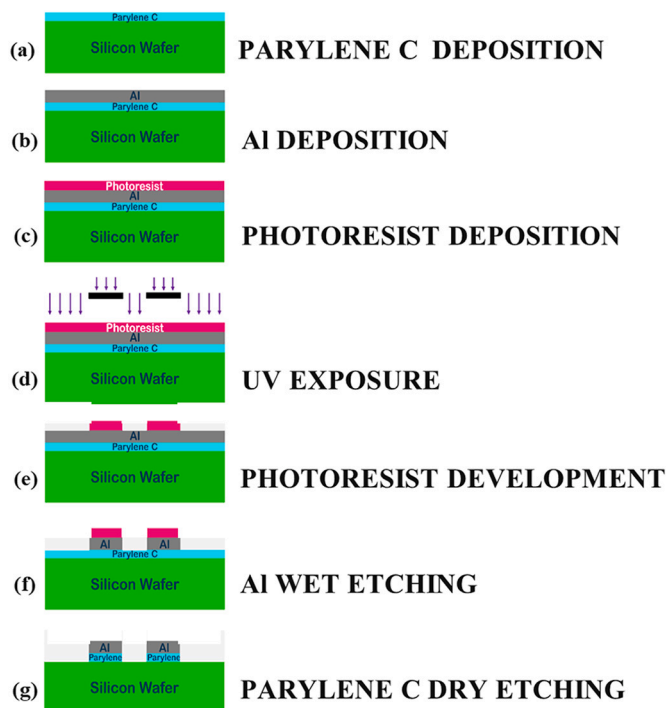 Parylene C
(a) Silicon Wafer PARYLENE C DEPOSITION
Al
Parylene C
(b) Silicon Wafer Al DEPOSITION
Photoresist
Al
Parylene C
(c) Silicon Wafer PHOTORESIST DEPOSITION
Photoresist
Al
Parylene C
(d) Silicon Wafer UV EXPOSURE
Al
Parylene C
(e) Silicon Wafer PHOTORESIST DEVELOPMENT
Al Al
Parylene C
(f) Silicon Wafer Al WET ETCHING
Al Al
Parylene Parylene
(g) Silicon Wafer PARYLENE C DRY ETCHING